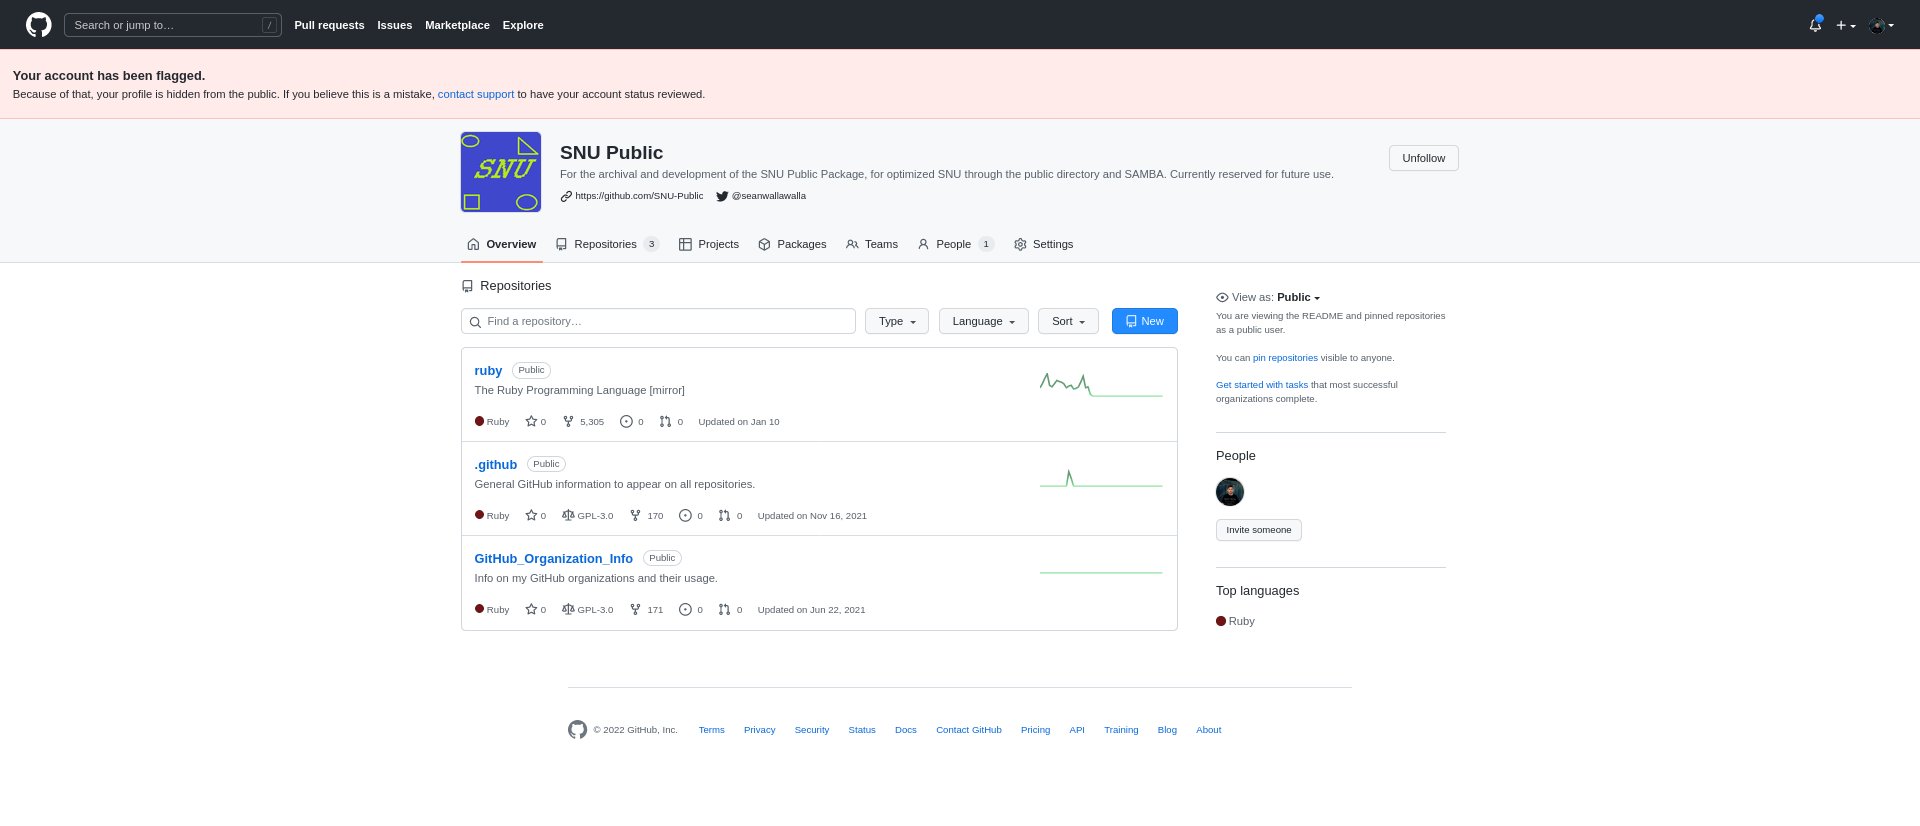 Search or jump to… / Pull requests Issues Marketplace Explore
Your account has been flagged.
Because of that, your profile is hidden from the public. If you believe this is a mistake, contact support to have your account status reviewed.
SNU
SNU Public
Unfollow
For the archival and development of the SNU Public Package, for optimized SNU through the public directory and SAMBA. Currently reserved for future use.
https://github.com/SNU-Public @seanwallawalla
Overview Repositories 3 Projects Packages Teams People 1 Settings
Repositories
Find a repository… Type Language Sort New
ruby Public
The Ruby Programming Language [mirror]
Ruby 0 5,305 0 0 Updated on Jan 10
.github Public
General GitHub information to appear on all repositories.
Ruby 0 GPL-3.0 170 0 0 Updated on Nov 16, 2021
GitHub_Organization_Info Public
Info on my GitHub organizations and their usage.
Ruby 0 GPL-3.0 171 0 0 Updated on Jun 22, 2021
View as: Public
You are viewing the README and pinned repositories
as a public user.
You can pin repositories visible to anyone.
Get started with tasks that most successful
organizations complete.
People
Invite someone
Top languages
Ruby
© 2022 GitHub, Inc. Terms Privacy Security Status Docs Contact GitHub Pricing API Training Blog About